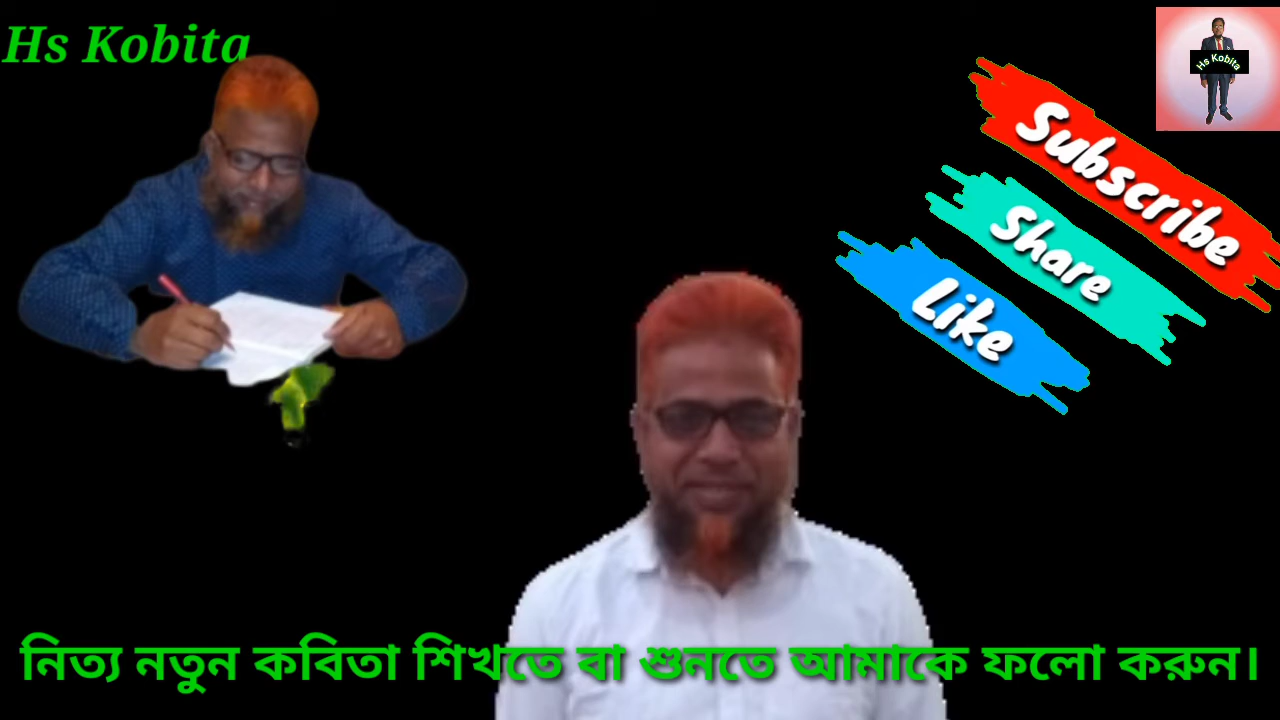 Hs Kobita
Hs Kobita
Subscribe
Share
Like
নিত্য নতুন কবিতা শিখতে বা শুনতে আমাকে ফলো করুন।